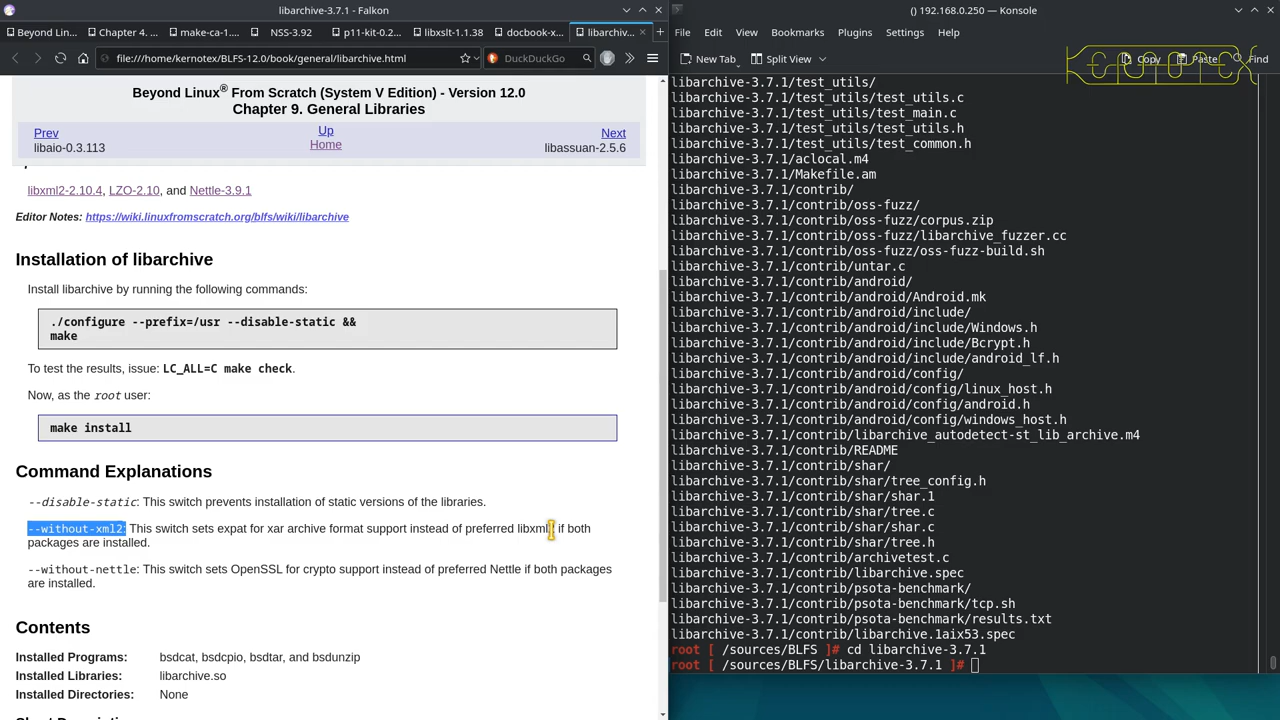 libarchive-3.7.1 - Falkon
Beyond Lin...
Chapter 4. ...
make-ca-1....
NSS-3.92
p11-kit-0.2...
libxslt-1.1.38
docbook-x...
libarchiv...
file:///home/kernotex/BLFS-12.0/book/general/libarchive.html
DuckDuckGo
Beyond Linux® From Scratch (System V Edition) - Version 12.0
Chapter 9. General Libraries
Prev
Up
Next
libaio-0.3.113
Home
libassuan-2.5.6
libxml2-2.10.4, LZO-2.10, and Nettle-3.9.1
Editor Notes: https://wiki.linuxfromscratch.org/blfs/wiki/libarchive
Installation of libarchive
Install libarchive by running the following commands:
./configure --prefix=/usr --disable-static &&
make
To test the results, issue: LC_ALL=C make check.
Now, as the root user:
make install
Command Explanations
--disable-static: This switch prevents installation of static versions of the libraries.
--without-xml2: This switch sets expat for xar archive format support instead of preferred libxml2 if both
packages are installed.
--without-nettle: This switch sets OpenSSL for crypto support instead of preferred Nettle if both packages
are installed.
Contents
Installed Programs: bsdcat, bsdcpio, bsdtar, and bsdunzip
Installed Libraries: libarchive.so
Installed Directories: None
() 192.168.0.250 — Konsole
File Edit View Bookmarks Plugins Settings Help
New Tab
Split View
Copy
Paste
Find
kernotex
libarchive-3.7.1/test_utils/
libarchive-3.7.1/test_utils/test_utils.c
libarchive-3.7.1/test_utils/test_main.c
libarchive-3.7.1/test_utils/test_utils.h
libarchive-3.7.1/test_utils/test_common.h
libarchive-3.7.1/aclocal.m4
libarchive-3.7.1/Makefile.am
libarchive-3.7.1/contrib/
libarchive-3.7.1/contrib/oss-fuzz/
libarchive-3.7.1/contrib/oss-fuzz/corpus.zip
libarchive-3.7.1/contrib/oss-fuzz/libarchive_fuzzer.cc
libarchive-3.7.1/contrib/oss-fuzz/oss-fuzz-build.sh
libarchive-3.7.1/contrib/untar.c
libarchive-3.7.1/contrib/android/
libarchive-3.7.1/contrib/android/Android.mk
libarchive-3.7.1/contrib/android/include/
libarchive-3.7.1/contrib/android/include/Windows.h
libarchive-3.7.1/contrib/android/include/Bcrypt.h
libarchive-3.7.1/contrib/android/include/android_lf.h
libarchive-3.7.1/contrib/android/config/
libarchive-3.7.1/contrib/android/config/linux_host.h
libarchive-3.7.1/contrib/android/config/android.h
libarchive-3.7.1/contrib/android/config/windows_host.h
libarchive-3.7.1/contrib/libarchive_autodetect-st_lib_archive.m4
libarchive-3.7.1/contrib/README
libarchive-3.7.1/contrib/shar/
libarchive-3.7.1/contrib/shar/tree_config.h
libarchive-3.7.1/contrib/shar/shar.1
libarchive-3.7.1/contrib/shar/tree.c
libarchive-3.7.1/contrib/shar/shar.c
libarchive-3.7.1/contrib/shar/tree.h
libarchive-3.7.1/contrib/archivetest.c
libarchive-3.7.1/contrib/libarchive.spec
libarchive-3.7.1/contrib/psota-benchmark/
libarchive-3.7.1/contrib/psota-benchmark/tcp.sh
libarchive-3.7.1/contrib/psota-benchmark/results.txt
libarchive-3.7.1/contrib/libarchive.1aix53.spec
root [ /sources/BLFS ]# cd libarchive-3.7.1
root [ /sources/BLFS/libarchive-3.7.1 ]#